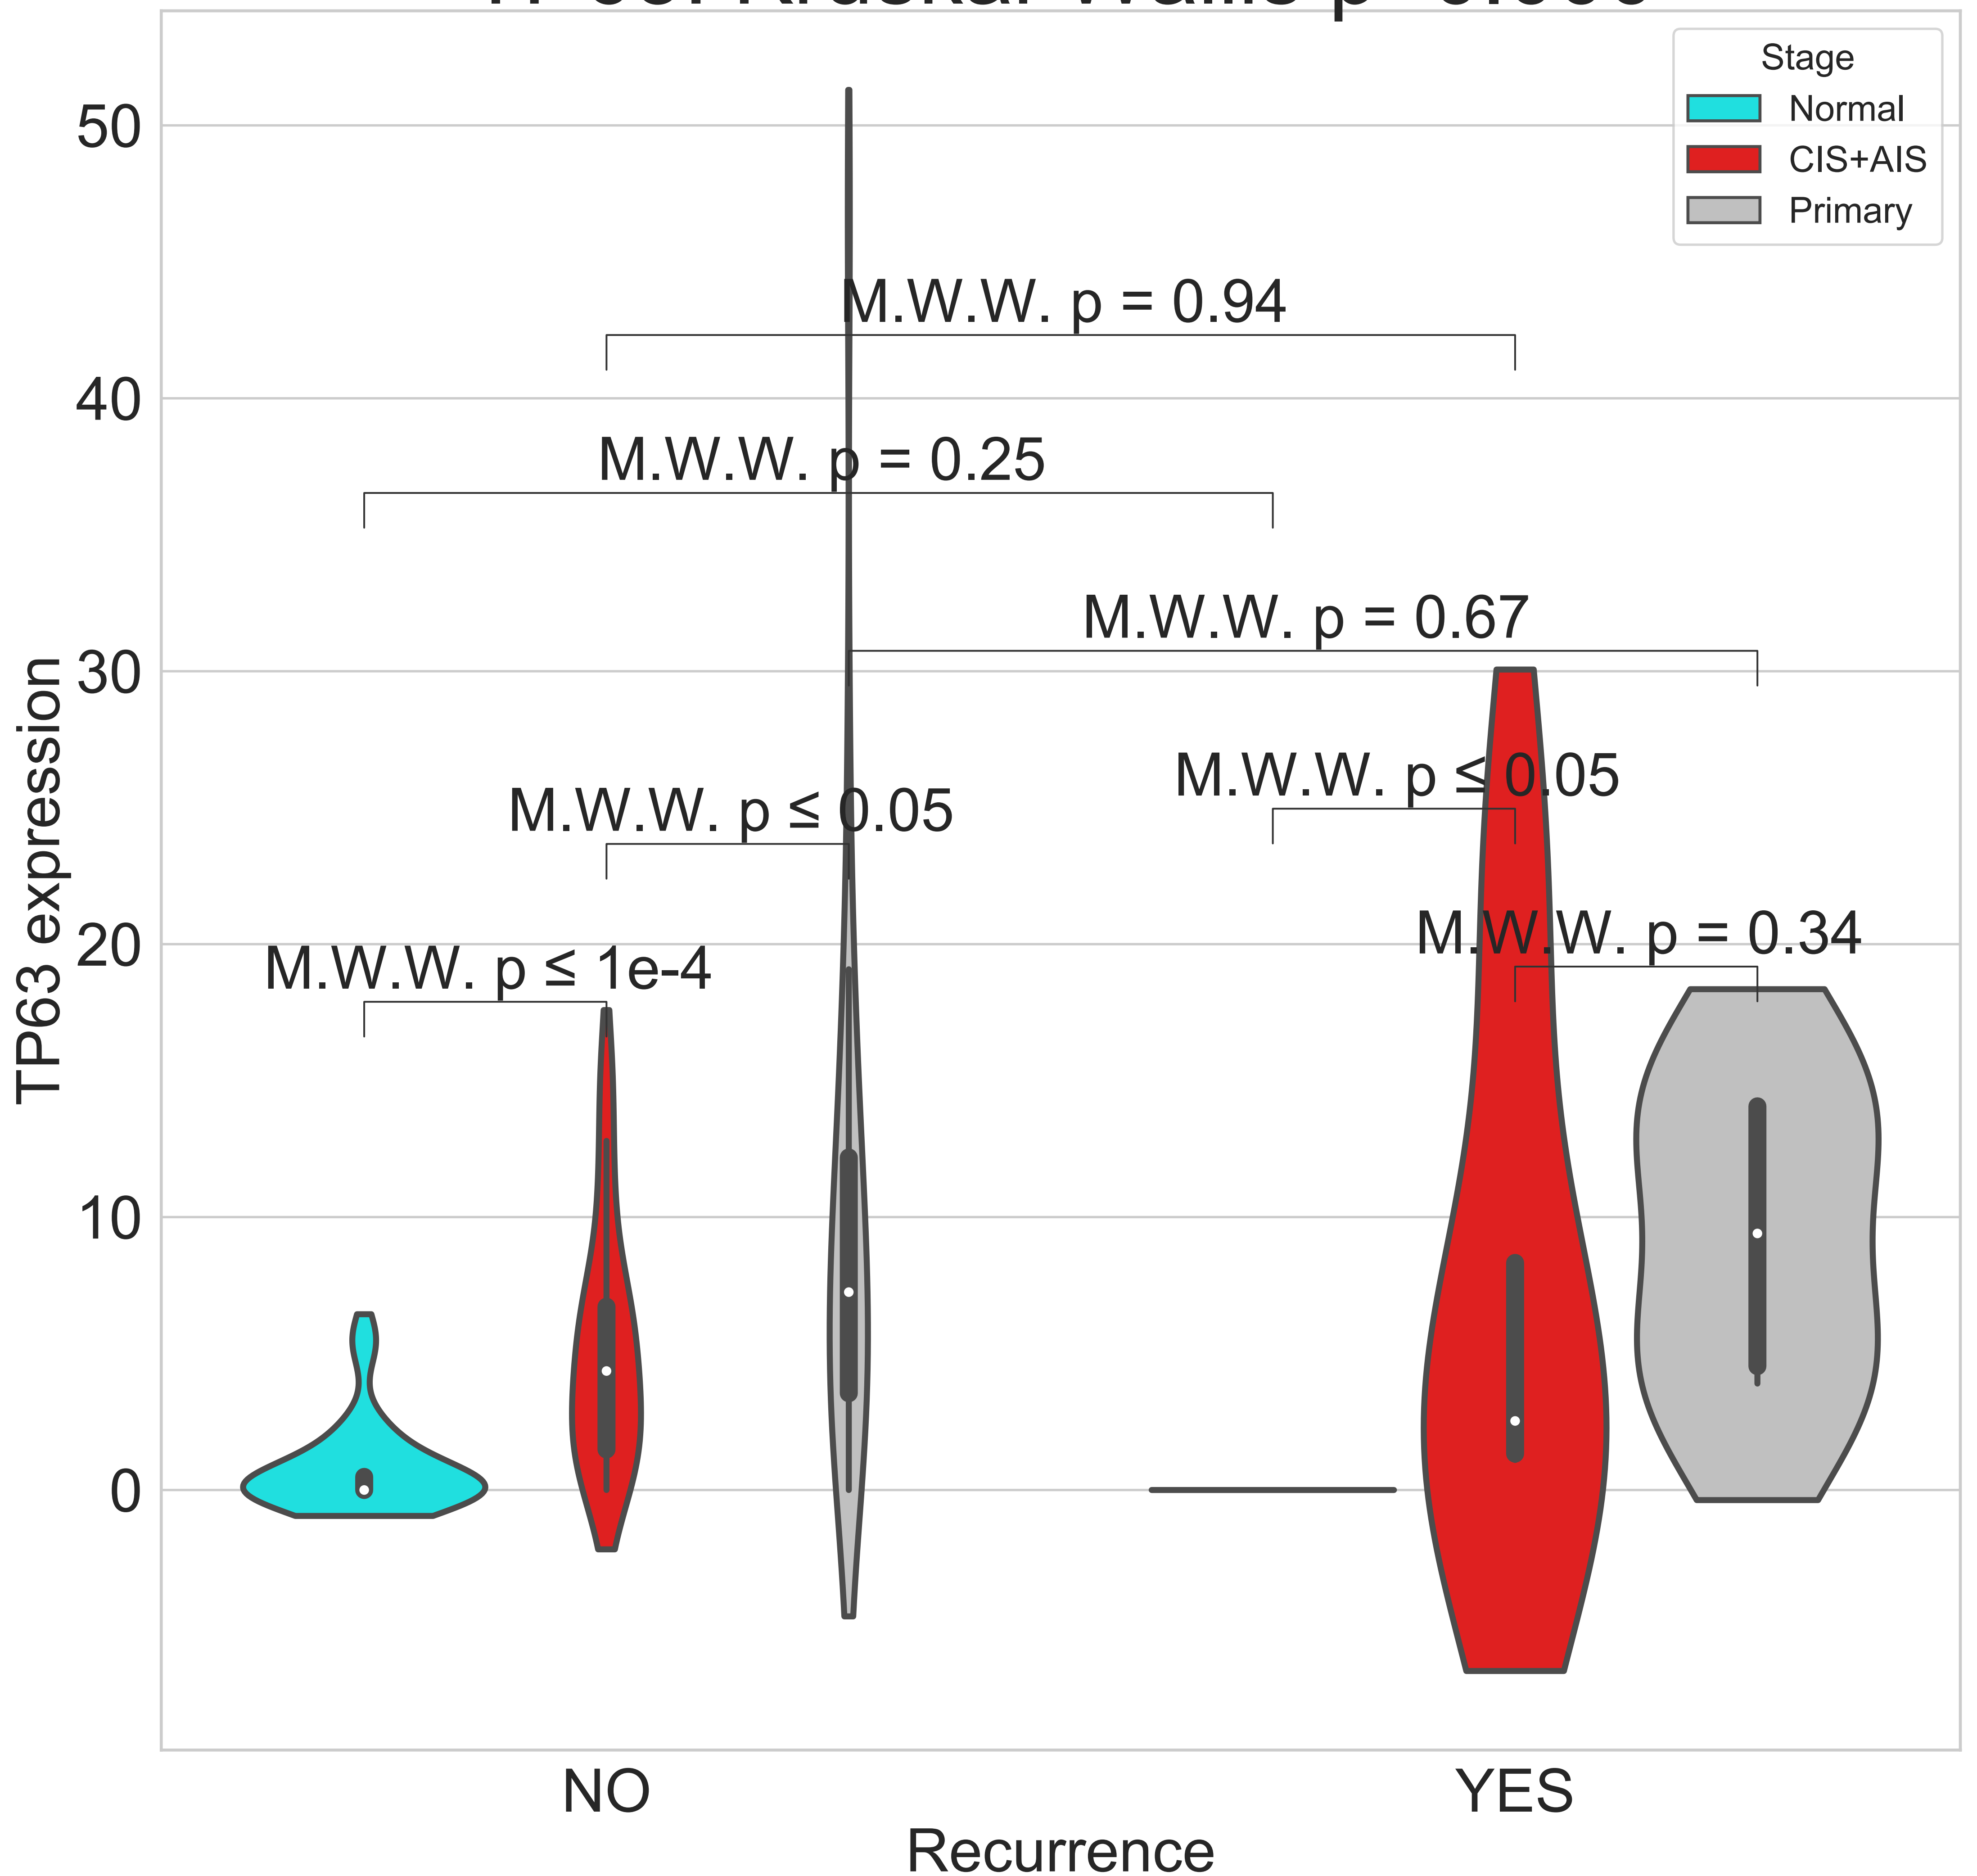 Stage
Normal
CIS+AIS
Primary
50
40
30
20
10
0
TP63 expression
M.W.W. p = 0.94
M.W.W. p = 0.25
M.W.W. p = 0.67
M.W.W. p ≤ 0.05
M.W.W. p ≤ 0.05
M.W.W. p = 0.34
M.W.W. p ≤ 1e-4
NO
YES
Recurrence